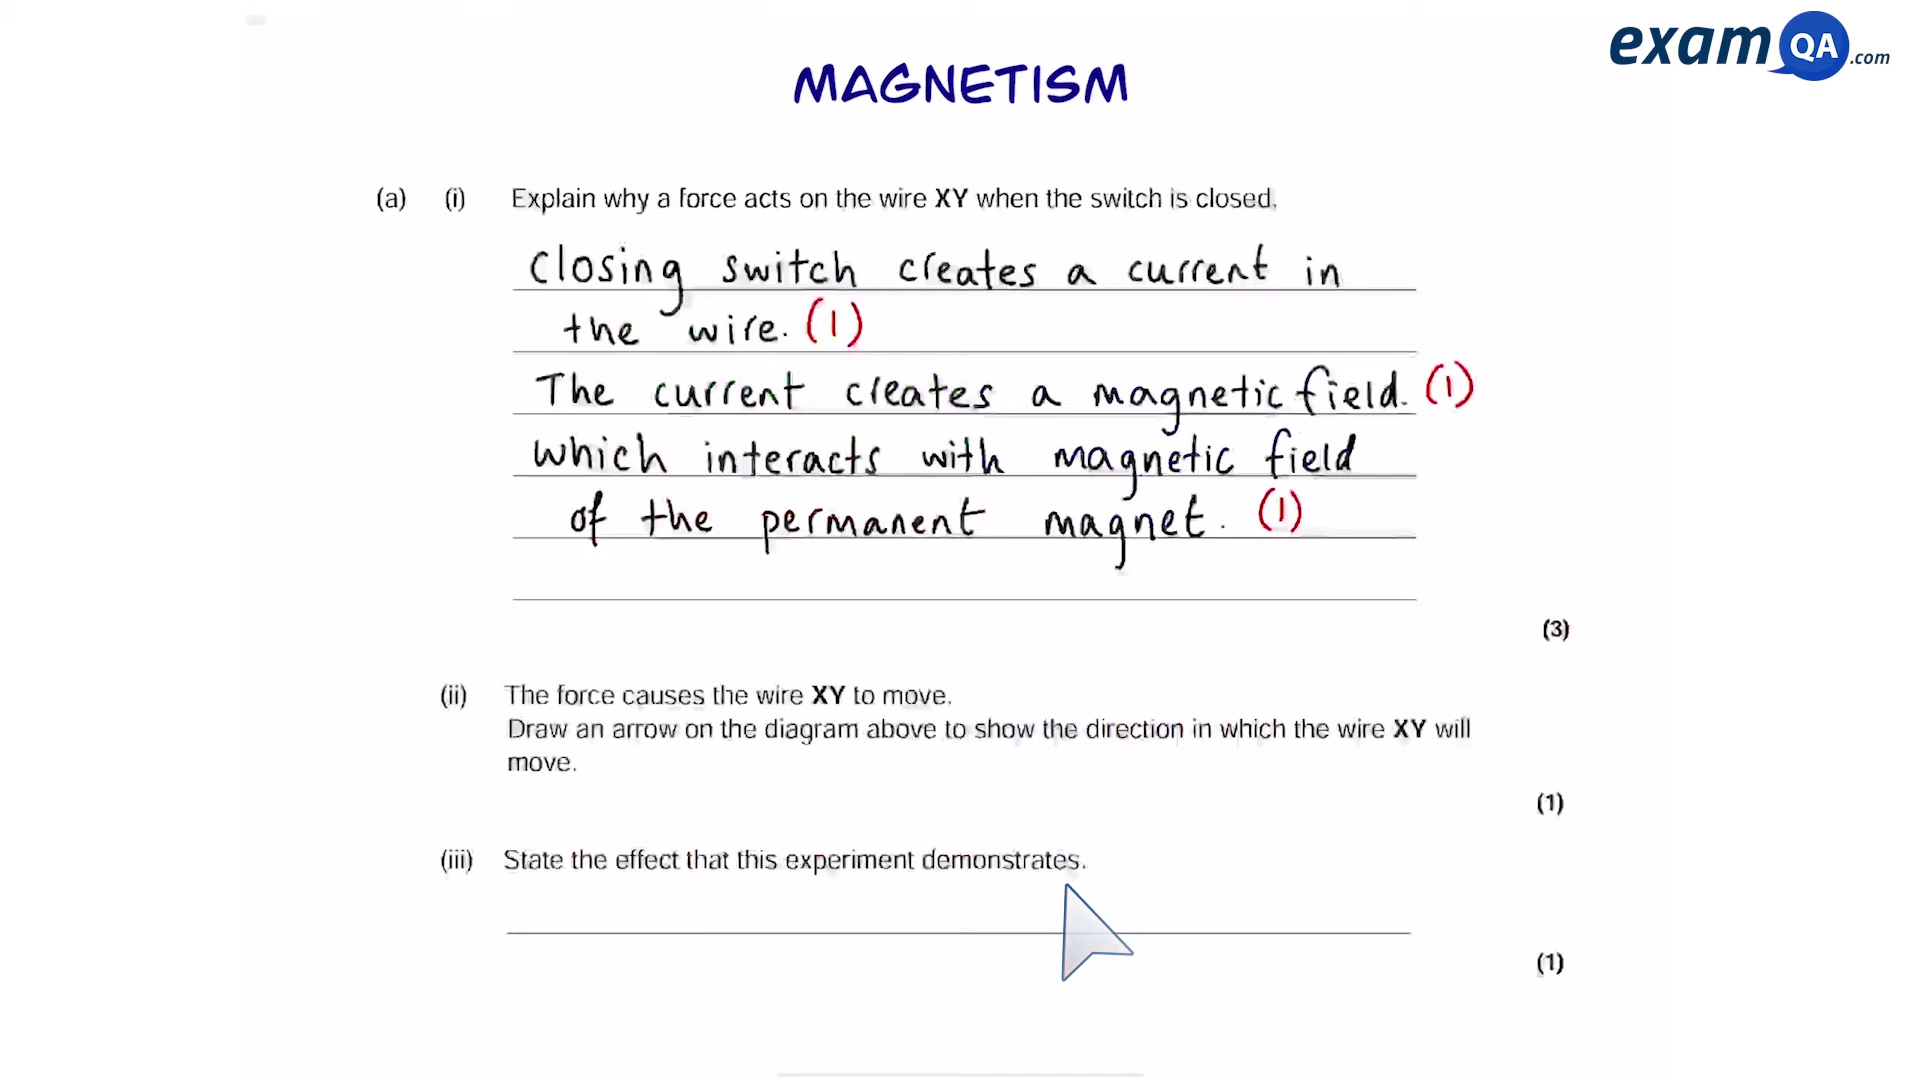 examQA.com
MAGNETISM
(a) (i) Explain why a force acts on the wire XY when the switch is closed.
Closing switch creates a current in
the wire. (1)
The current creates a magnetic field. (1)
which interacts with magnetic field
of the permanent magnet. (1)
(3)
(ii) The force causes the wire XY to move.
Draw an arrow on the diagram above to show the direction in which the wire XY will
move.
(1)
(iii) State the effect that this experiment demonstrates.
(1)